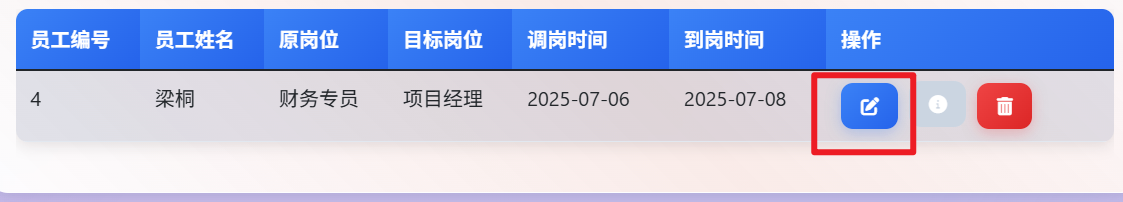 员工编号 员工姓名 原岗位 目标岗位 调岗时间 到岗时间 操作
4 梁桐 财务专员 项目经理 2025-07-06 2025-07-08